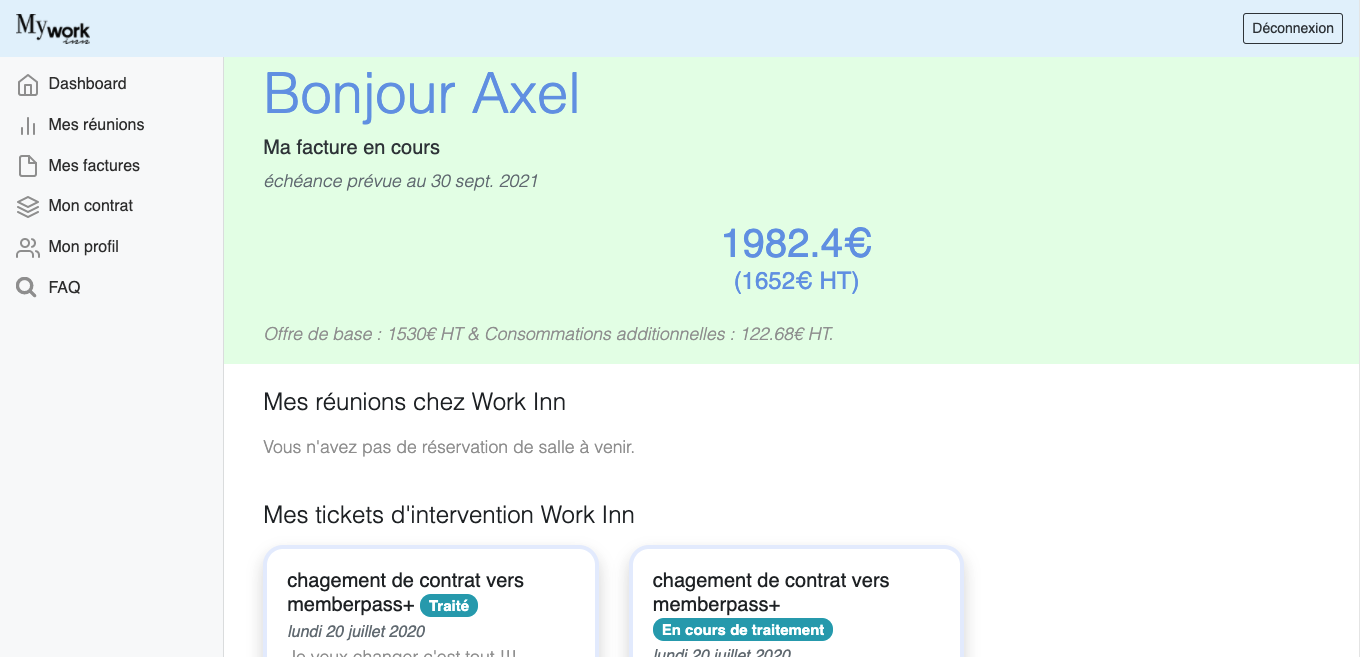 My work inn
Déconnexion
Dashboard
Mes réunions
Mes factures
Mon contrat
Mon profil
FAQ
Bonjour Axel
Ma facture en cours
échéance prévue au 30 sept. 2021
1982.4€
(1652€ HT)
Offre de base : 1530€ HT & Consommations additionnelles : 122.68€ HT.
Mes réunions chez Work Inn
Vous n'avez pas de réservation de salle à venir.
Mes tickets d'intervention Work Inn
chagement de contrat vers
memberpass+ Traité
lundi 20 juillet 2020
Je veux changer c'est tout !!!
chagement de contrat vers
memberpass+
En cours de traitement
lundi 20 juillet 2020